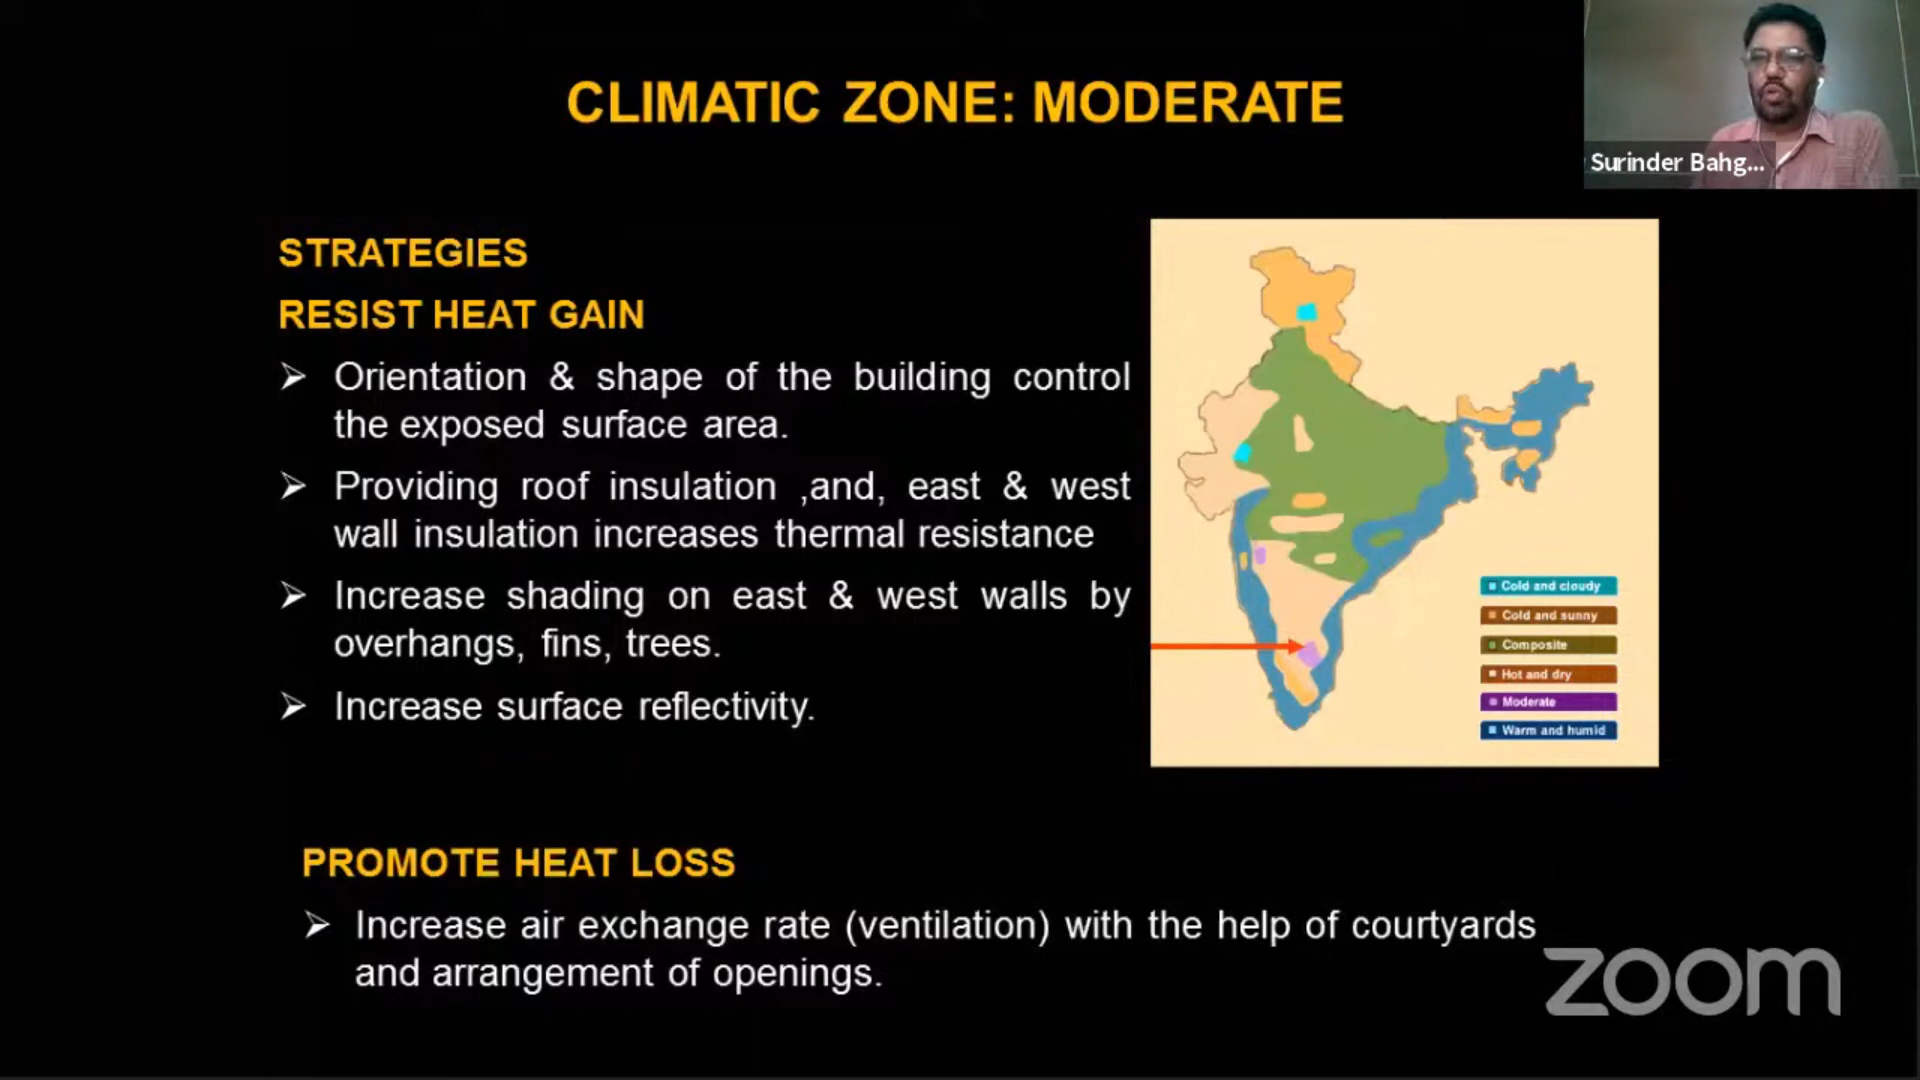 CLIMATIC ZONE: MODERATE
Surinder Bahg...
STRATEGIES
RESIST HEAT GAIN
➢ Orientation & shape of the building control
the exposed surface area.
➢ Providing roof insulation ,and, east & west
wall insulation increases thermal resistance
➢ Increase shading on east & west walls by
overhangs, fins, trees.
➢ Increase surface reflectivity.
Cold and cloudy
Cold and sunny
Composite
Hot and dry
Moderate
Warm and humid
PROMOTE HEAT LOSS
➢ Increase air exchange rate (ventilation) with the help of courtyards
and arrangement of openings.
zoom